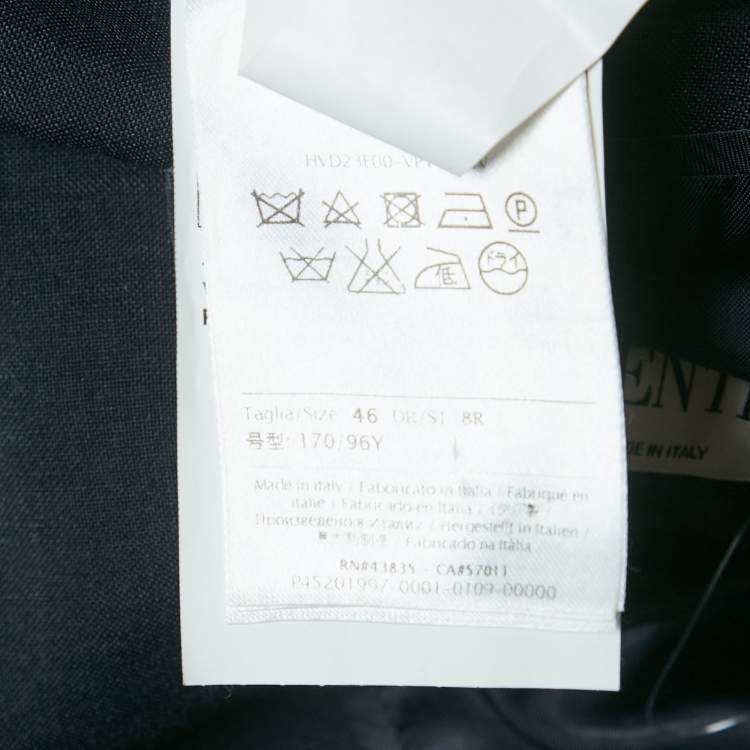 HVD23E00
P
ドライ
低
Taglia/Size 46 DR/ST 8R
号型: 170/96Y
Made in Italy / Fabbricato in Italia / Fabriqué en
Italie / Fabricado en Italia /
Произведено в Италии / Hergestellt in Italien /
Fabricado na Itália
RN#43835 - CA#57011
P45201997-0001-0109-00000
ENT
IN ITALY